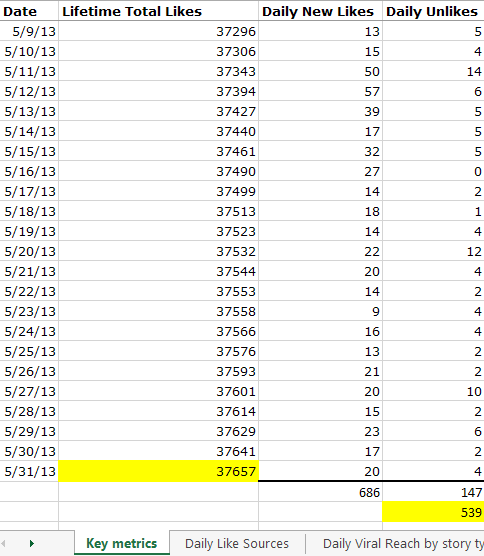 Date Lifetime Total Likes Daily New Likes Daily Unlikes
5/9/13 37296 13 5
5/10/13 37306 15 4
5/11/13 37343 50 14
5/12/13 37394 57 6
5/13/13 37427 39 5
5/14/13 37440 17 5
5/15/13 37461 32 5
5/16/13 37490 27 0
5/17/13 37499 14 2
5/18/13 37513 18 1
5/19/13 37523 14 4
5/20/13 37532 22 12
5/21/13 37544 20 4
5/22/13 37553 14 2
5/23/13 37558 9 4
5/24/13 37566 16 4
5/25/13 37576 13 2
5/26/13 37593 21 2
5/27/13 37601 20 10
5/28/13 37614 15 2
5/29/13 37629 23 6
5/30/13 37641 17 2
5/31/13 37657 20 4
686 147
539
Key metrics Daily Like Sources Daily Viral Reach by story ty